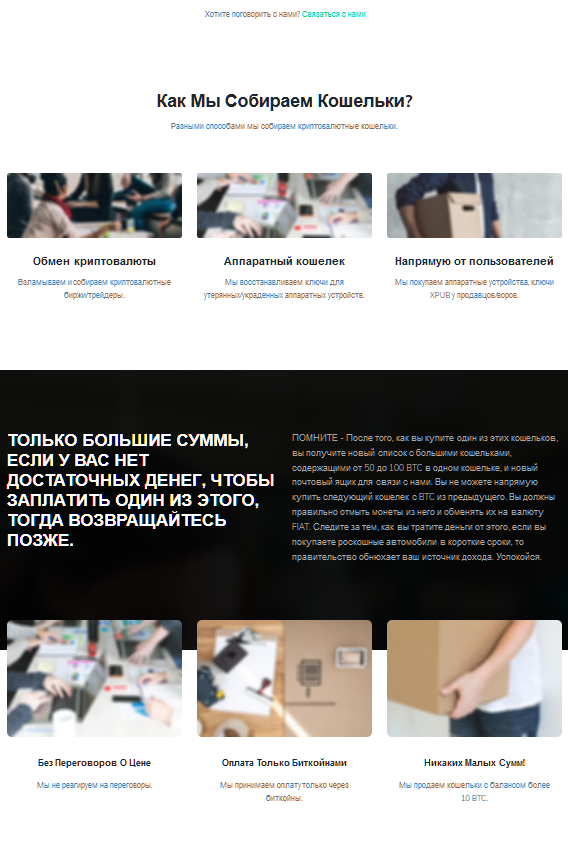 Хотите поговорить с нами? Связаться с нами
Как Мы Собираем Кошельки?
Разными способами мы собираем криптовалютные кошельки.
Обмен криптовалюты
Взламываем и собираем криптовалютные
биржи/трейдеры.
Аппаратный кошелек
Мы восстанавливаем ключи для
утерянных/украденных аппаратных устройств.
Напрямую от пользователей
Мы покупаем аппаратные устройства, ключи
XPUB у продавцов/воров.
ТОЛЬКО БОЛЬШИЕ СУММЫ,
ЕСЛИ У ВАС НЕТ
ДОСТАТОЧНЫХ ДЕНЕГ, ЧТОБЫ
ЗАПЛАТИТЬ ОДИН ИЗ ЭТОГО,
ТОГДА ВОЗВРАЩАЙТЕСЬ
ПОЗЖЕ.
ПОМНИТЕ - После того, как вы купите один из этих кошельков,
вы получите новый список с большими кошельками,
содержащими от 50 до 100 BTC в одном кошельке, и новый
почтовый ящик для связи с нами. Вы не можете напрямую
купить следующий кошелек с BTC из предыдущего. Вы должны
правильно отмыть монеты из него и обменять их на валюту
FIAT. Следите за тем, как вы тратите деньги от этого, если вы
покупаете роскошные автомобили в короткие сроки, то
правительство обнюхает ваш источник дохода. Успокойся.
Без Переговоров О Цене
Мы не реагируем на переговоры.
Оплата Только Биткойнами
Мы принимаем оплату только через
биткойны.
Никаких Малых Сумм!
Мы продаем кошельки с балансом более
10 BTC.